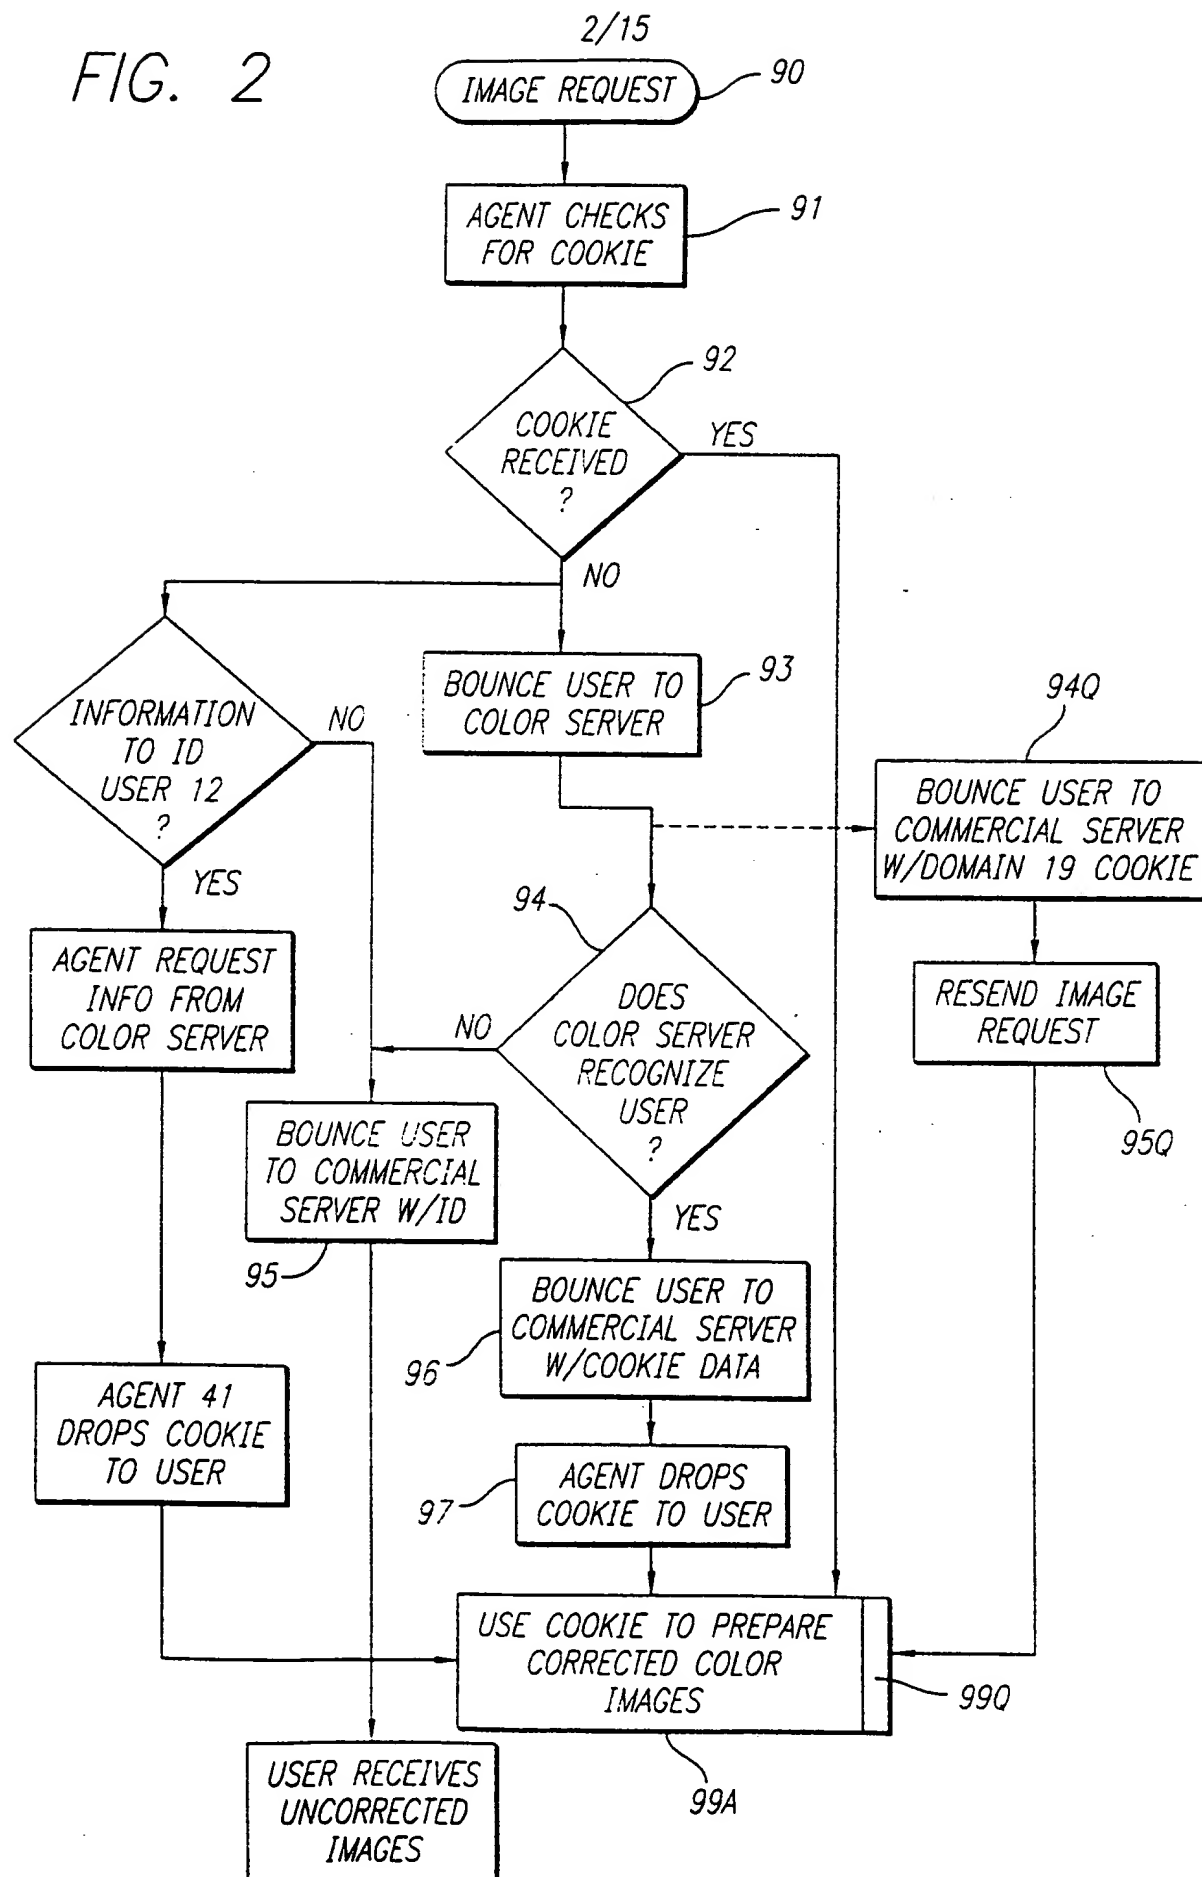 2/15
FIG. 2
IMAGE REQUEST
90
AGENT CHECKS
FOR COOKIE
91
92
COOKIE
RECEIVED
?
YES
NO
BOUNCE USER TO
COLOR SERVER
93
INFORMATION
TO ID
USER 12
?
NO
YES
94Q
BOUNCE USER TO
COMMERCIAL SERVER
W/DOMAIN 19 COOKIE
94
AGENT REQUEST
INFO FROM
COLOR SERVER
DOES
COLOR SERVER
RECOGNIZE
USER
?
NO
YES
RESEND IMAGE
REQUEST
95Q
BOUNCE USER
TO COMMERCIAL
SERVER W/ID
95
BOUNCE USER TO
COMMERCIAL SERVER
W/COOKIE DATA
96
AGENT 41
DROPS COOKIE
TO USER
AGENT DROPS
COOKIE TO USER
97
USE COOKIE TO PREPARE
CORRECTED COLOR
IMAGES
99Q
99A
USER RECEIVES
UNCORRECTED
IMAGES